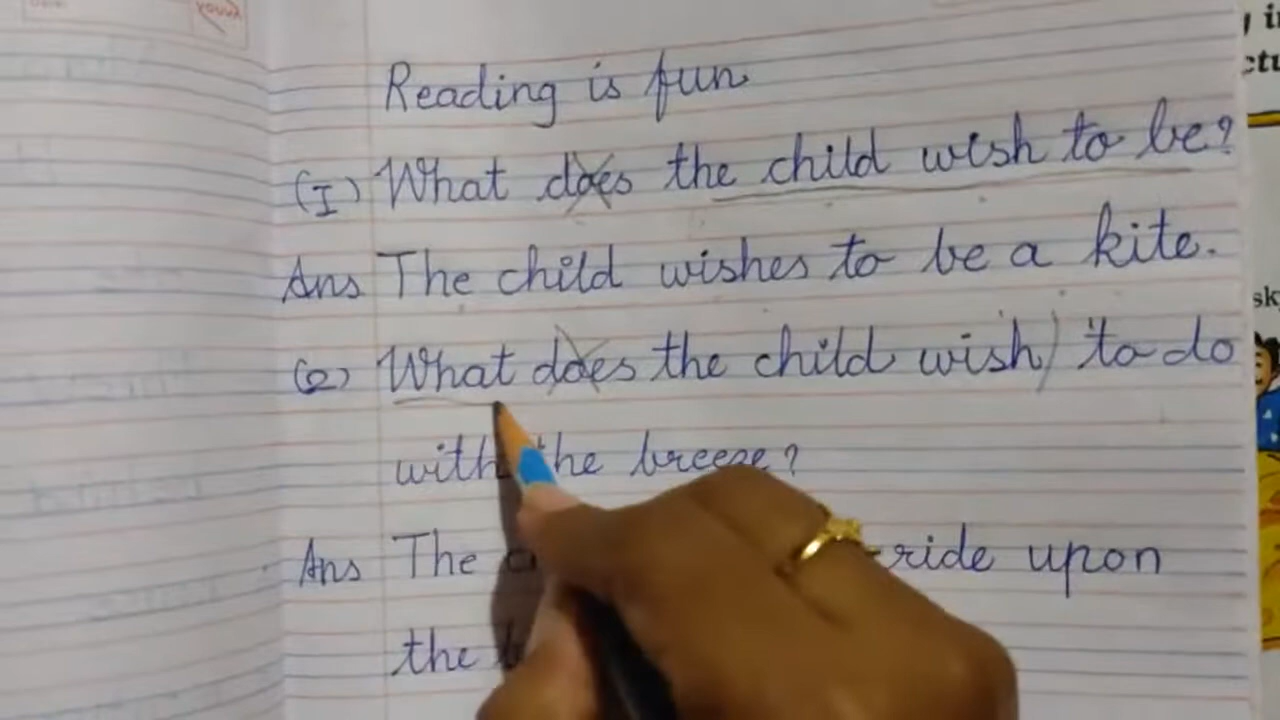 Reading is fun
(I) What does the child wish to be?
Ans The child wishes to be a kite.
(2) What does the child wish to do
with the breeze?
Ans The ride upon
the